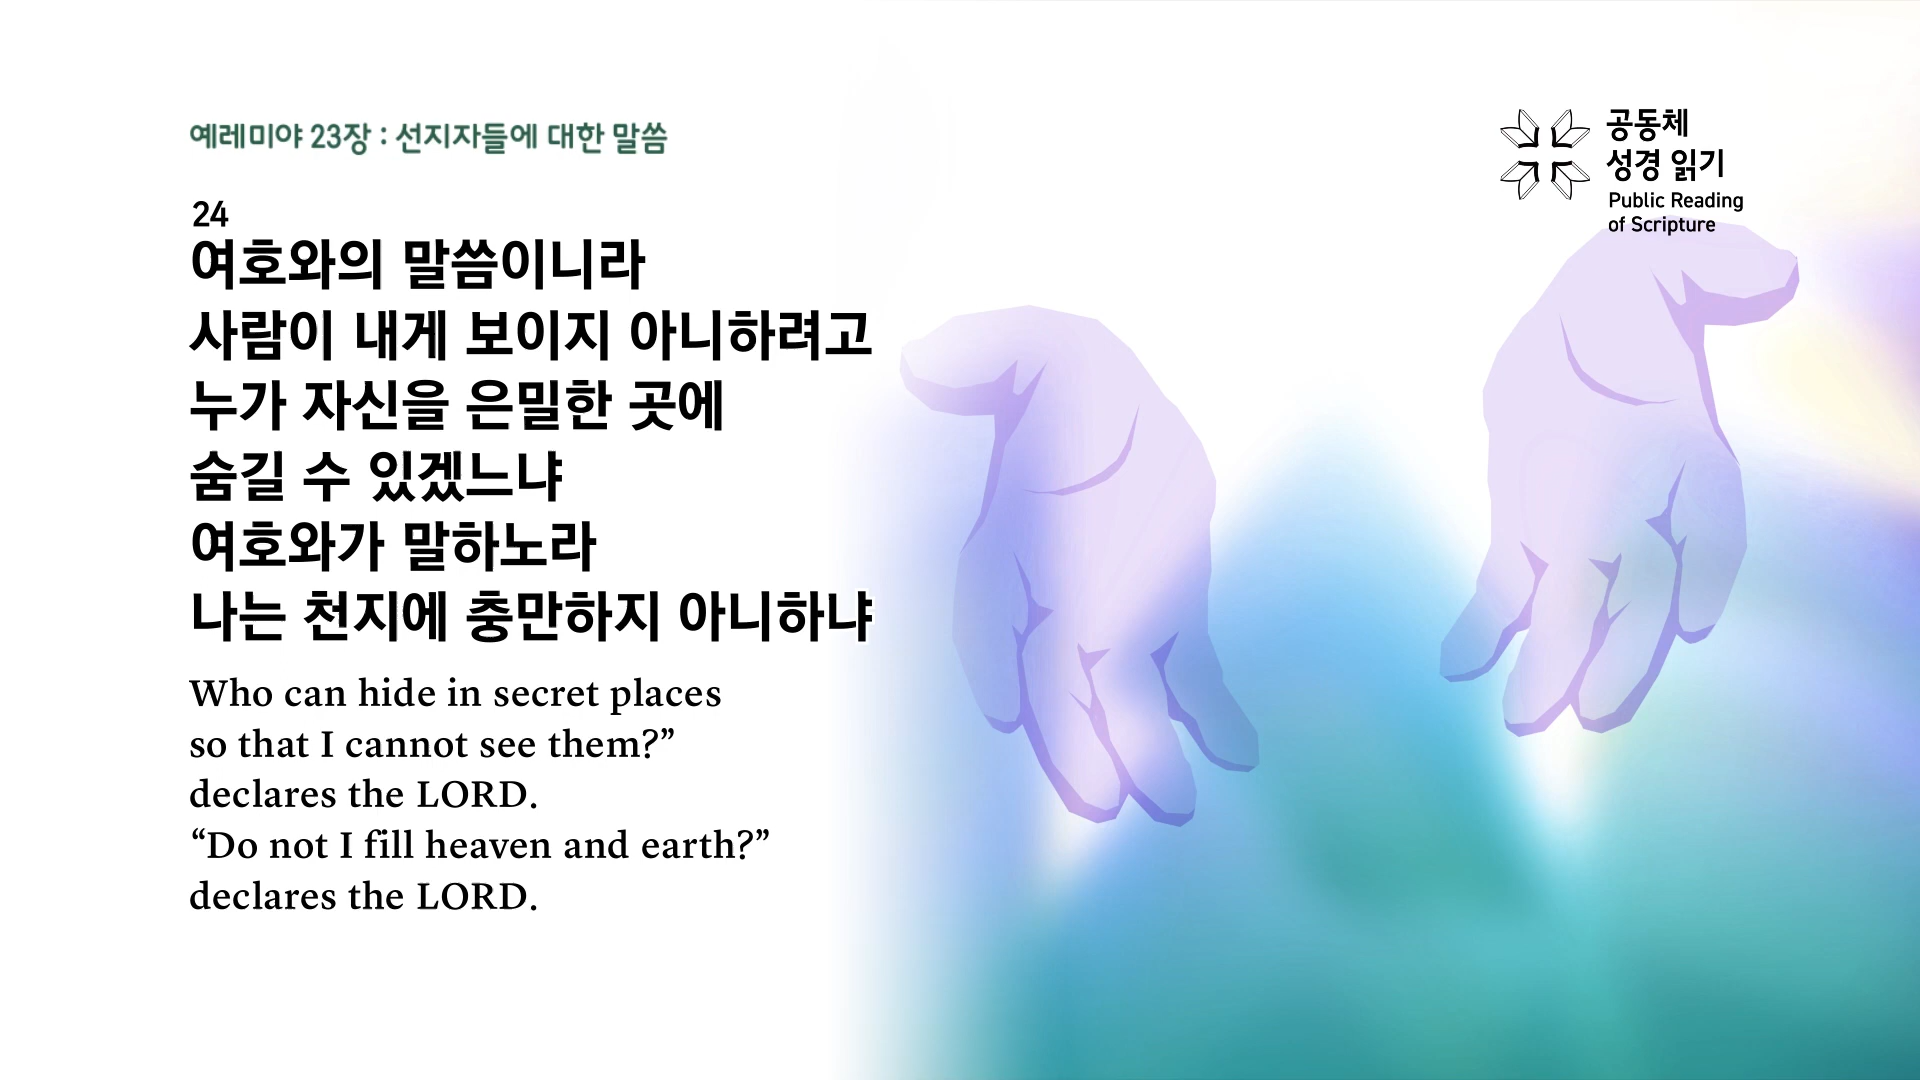 예레미야 23장 : 선지자들에 대한 말씀
24
여호와의 말씀이니라
사람이 내게 보이지 아니하려고
누가 자신을 은밀한 곳에
숨길 수 있겠느냐
여호와가 말하노라
나는 천지에 충만하지 아니하냐
Who can hide in secret places
so that I cannot see them?”
declares the LORD.
“Do not I fill heaven and earth?”
declares the LORD.
공동체
성경 읽기
Public Reading
of Scripture